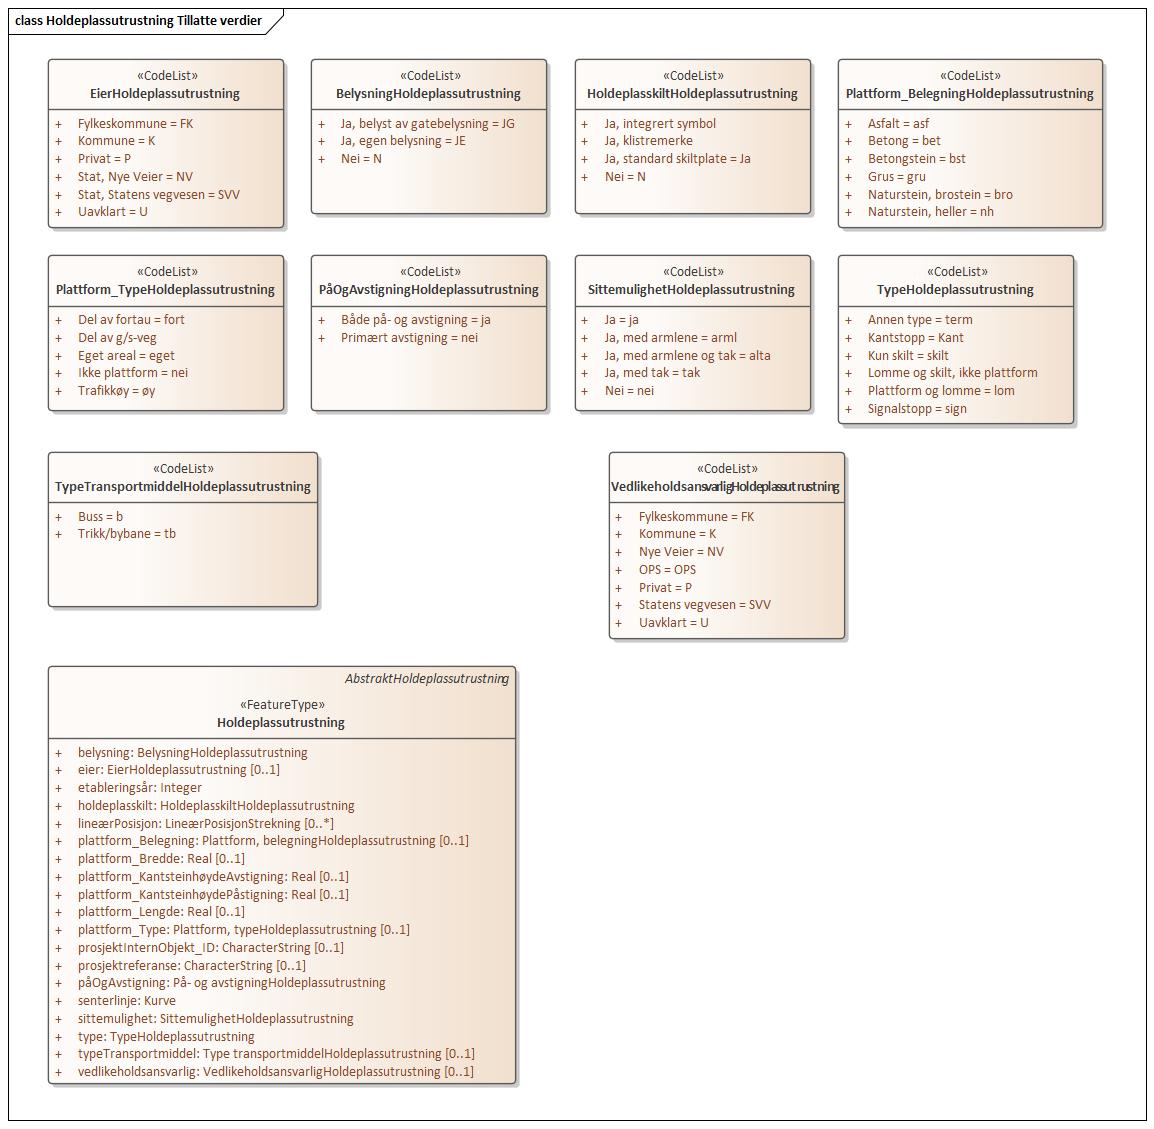 class Holdeplassutrustning Tillatte verdier
«CodeList»
EierHoldeplassutrustning
+ Fylkeskommune = FK
+ Kommune = K
+ Privat = P
+ Stat, Nye Veier = NV
+ Stat, Statens vegvesen = SVV
+ Uavklart = U
«CodeList»
BelysningHoldeplassutrustning
+ Ja, belyst av gatebelysning = JG
+ Ja, egen belysning = JE
+ Nei = N
«CodeList»
HoldeplasskiltHoldeplassutrustning
+ Ja, integrert symbol
+ Ja, klistremerke
+ Ja, standard skiltplate = Ja
+ Nei = N
«CodeList»
Plattform_BelegningHoldeplassutrustning
+ Asfalt = asf
+ Betong = bet
+ Betongstein = bst
+ Grus = gru
+ Naturstein, brostein = bro
+ Naturstein, heller = nh
«CodeList»
Plattform_TypeHoldeplassutrustning
+ Del av fortau = fort
+ Del av g/s-veg
+ Eget areal = eget
+ Ikke plattform = nei
+ Trafikkøy = øy
«CodeList»
PåOgAvstigningHoldeplassutrustning
+ Både på- og avstigning = ja
+ Primært avstigning = nei
«CodeList»
SittemulighetHoldeplassutrustning
+ Ja = ja
+ Ja, med armlene = arml
+ Ja, med armlene og tak = alta
+ Ja, med tak = tak
+ Nei = nei
«CodeList»
TypeHoldeplassutrustning
+ Annen type = term
+ Kantstopp = Kant
+ Kun skilt = skilt
+ Lomme og skilt, ikke plattform
+ Plattform og lomme = lom
+ Signalstopp = sign
«CodeList»
TypeTransportmiddelHoldeplassutrustning
+ Buss = b
+ Trikk/bybane = tb
«CodeList»
VedlikeholdsansvarligHoldeplassutrustning
+ Fylkeskommune = FK
+ Kommune = K
+ Nye Veier = NV
+ OPS = OPS
+ Privat = P
+ Statens vegvesen = SVV
+ Uavklart = U
AbstraktHoldeplassutrustning
«FeatureType»
Holdeplassutrustning
+ belysning: BelysningHoldeplassutrustning
+ eier: EierHoldeplassutrustning [0..1]
+ etableringsår: Integer
+ holdeplasskilt: HoldeplasskiltHoldeplassutrustning
+ lineærPosisjon: LineærPosisjonStrekning [0..*]
+ plattform_Belegning: Plattform, belegningHoldeplassutrustning [0..1]
+ plattform_Bredde: Real [0..1]
+ plattform_KantsteinhøydeAvstigning: Real [0..1]
+ plattform_KantsteinhøydePåstigning: Real [0..1]
+ plattform_Lengde: Real [0..1]
+ plattform_Type: Plattform, typeHoldeplassutrustning [0..1]
+ prosjektInternObjekt_ID: CharacterString [0..1]
+ prosjektreferanse: CharacterString [0..1]
+ påOgAvstigning: På- og avstigningHoldeplassutrustning
+ senterlinje: Kurve
+ sittemulighet: SittemulighetHoldeplassutrustning
+ type: TypeHoldeplassutrustning
+ typeTransportmiddel: Type transportmiddelHoldeplassutrustning [0..1]
+ vedlikeholdsansvarlig: VedlikeholdsansvarligHoldeplassutrustning [0..1]